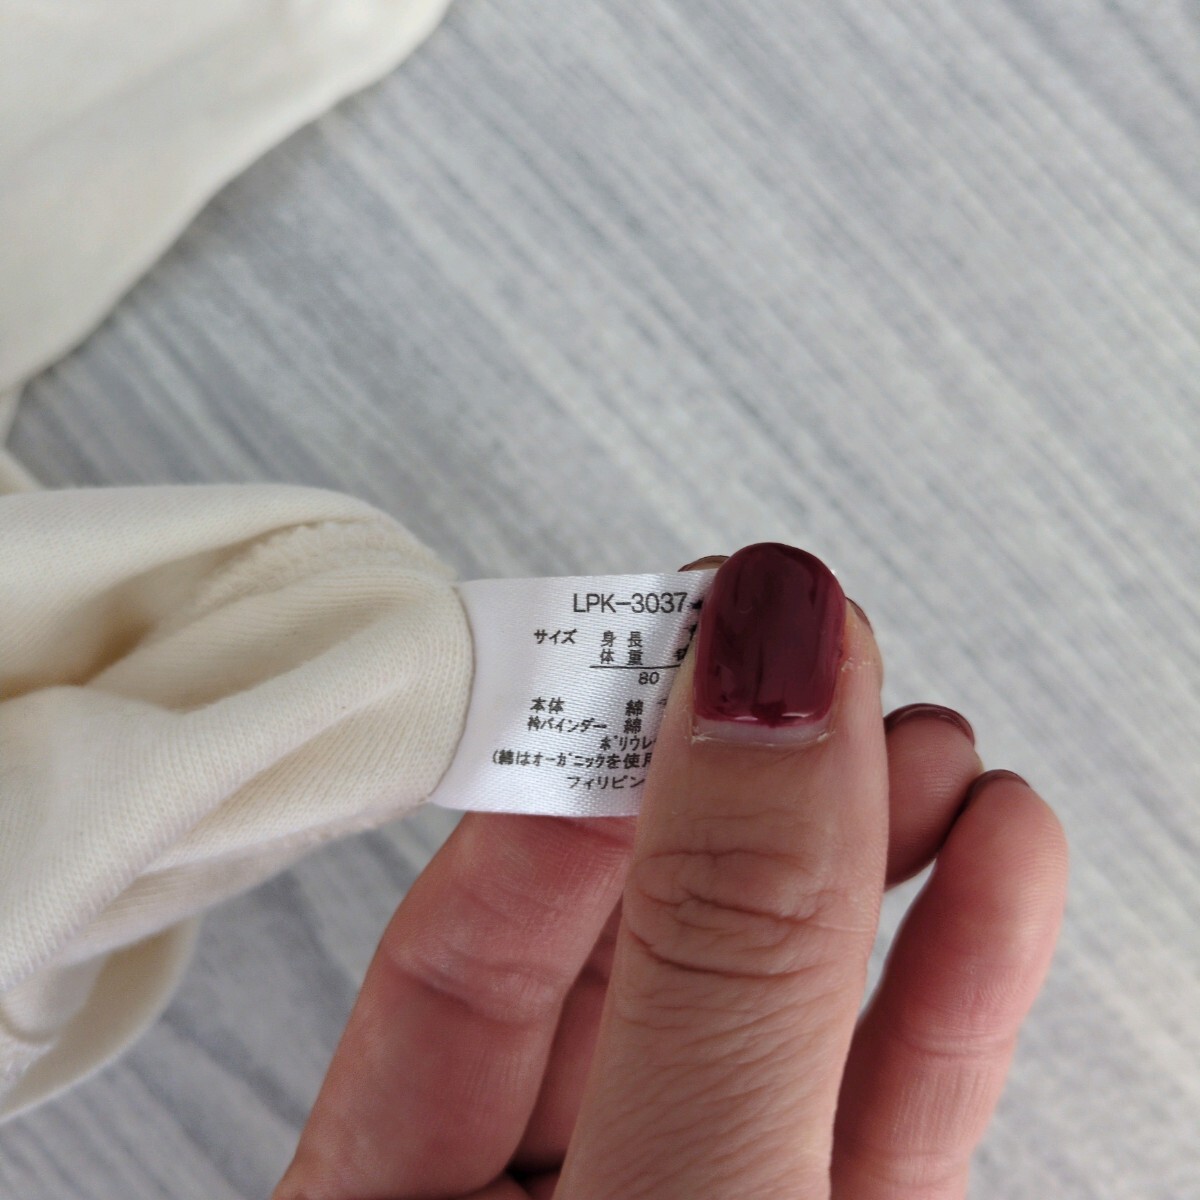 LPK-3037-
サイズ 身長
体重
80
本体 綿
衿バインダー 綿
ポリウレ
(綿はオーガニックを使用
フィリピン